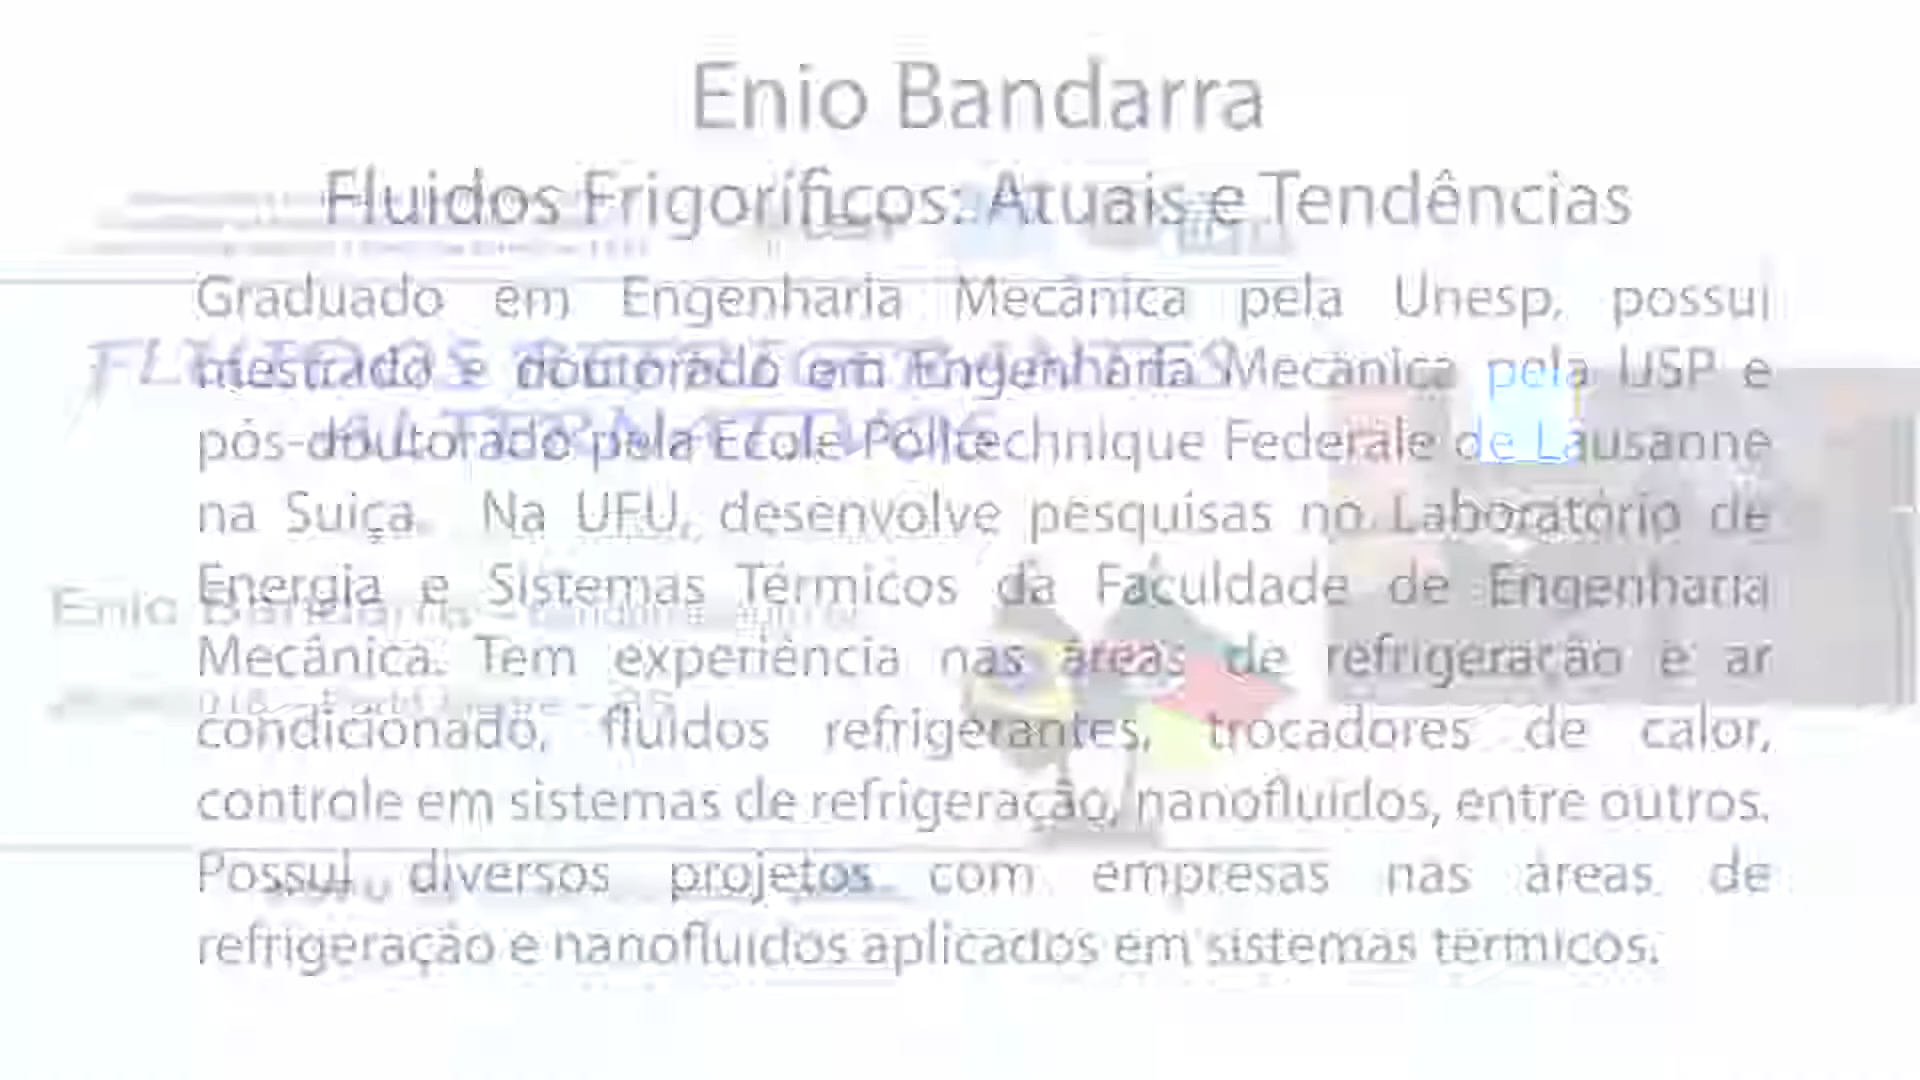 Enio Bandarra
Fluidos Frigoríficos: Atuais e Tendências
Graduado em Engenharia Mecânica pela Unesp, possui
mestrado e doutorado em Engenharia Mecânica pela USP e
pós-doutorado pela Ecole Politechnique Federale de Lausanne
na Suiça. Na UFU, desenvolve pesquisas no Laboratório de
Energia e Sistemas Térmicos da Faculdade de Engenharia
Mecânica. Tem experiência nas áreas de refrigeração e ar
condicionado, fluidos refrigerantes, trocadores de calor,
controle em sistemas de refrigeração, nanofluídos, entre outros.
Possui diversos projetos com empresas nas áreas de
refrigeração e nanofluídos aplicados em sistemas térmicos.
Enio Bandarra